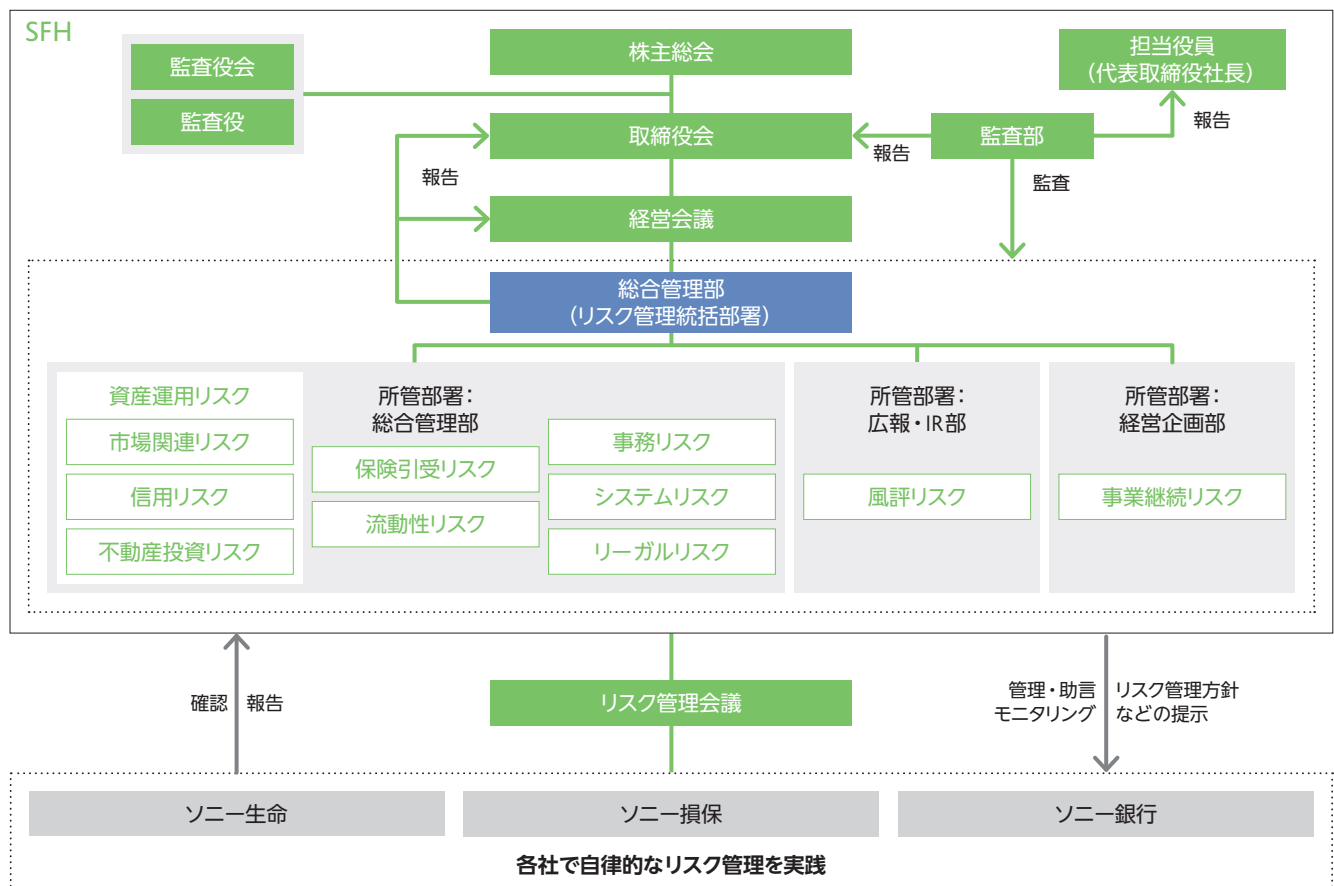 SFH
監査役会
監査役
株主総会
担当役員
（代表取締役社長）
報告
取締役会
報告
監査部
報告
監査
経営会議
総合管理部
（リスク管理統括部署）
資産運用リスク
市場関連リスク
信用リスク
不動産投資リスク
所管部署：
総合管理部
保険引受リスク
流動性リスク
事務リスク
システムリスク
リーガルリスク
所管部署：
広報・IR部
風評リスク
所管部署：
経営企画部
事業継続リスク
確認
報告
リスク管理会議
管理・助言
モニタリング
リスク管理方針
などの提示
ソニー生命
ソニー損保
ソニー銀行
各社で自律的なリスク管理を実践